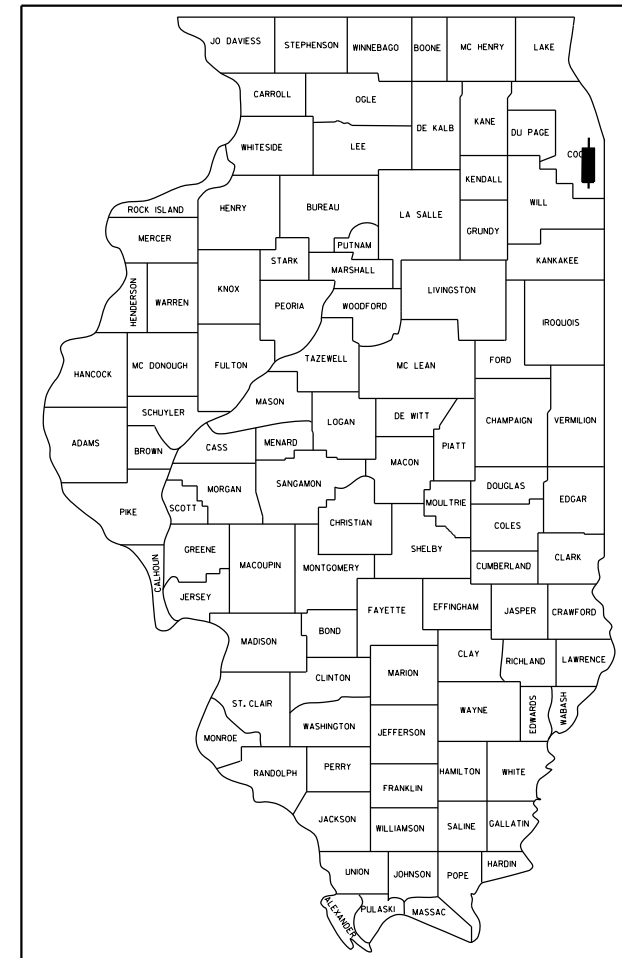 JO DAVIESS
STEPHENSON
WINNEBAGO
BOONE
MC HENRY
LAKE
CARROLL
OGLE
DE KALB
KANE
DU PAGE
WHITESIDE
LEE
KENDALL
WILL
ROCK ISLAND
HENRY
BUREAU
LA SALLE
GRUNDY
MERCER
PUTNAM
STARK
MARSHALL
KANKAKEE
HENDERSON
WARREN
KNOX
PEORIA
WOODFORD
LIVINGSTON
IROQUOIS
HANCOCK
MC DONOUGH
FULTON
TAZEWELL
MC LEAN
FORD
SCHUYLER
MASON
LOGAN
DE WITT
CHAMPAIGN
VERMILION
ADAMS
BROWN
CASS
MENARD
MACON
PIATT
PIKE
SCOTT
MORGAN
SANGAMON
CHRISTIAN
MOULTRIE
DOUGLAS
EDGAR
COLES
CALHOUN
GREENE
MACOUPIN
MONTGOMERY
SHELBY
CUMBERLAND
CLARK
JERSEY
FAYETTE
EFFINGHAM
JASPER
CRAWFORD
MADISON
BOND
CLAY
RICHLAND
LAWRENCE
CLINTON
MARION
ST. CLAIR
WAYNE
EDWARDS
WABASH
MONROE
WASHINGTON
JEFFERSON
RANDOLPH
PERRY
HAMILTON
WHITE
FRANKLIN
JACKSON
WILLIAMSON
SALINE
GALLATIN
UNION
JOHNSON
POPE
HARDIN
ALEXANDER
PULASKI
MASSAC